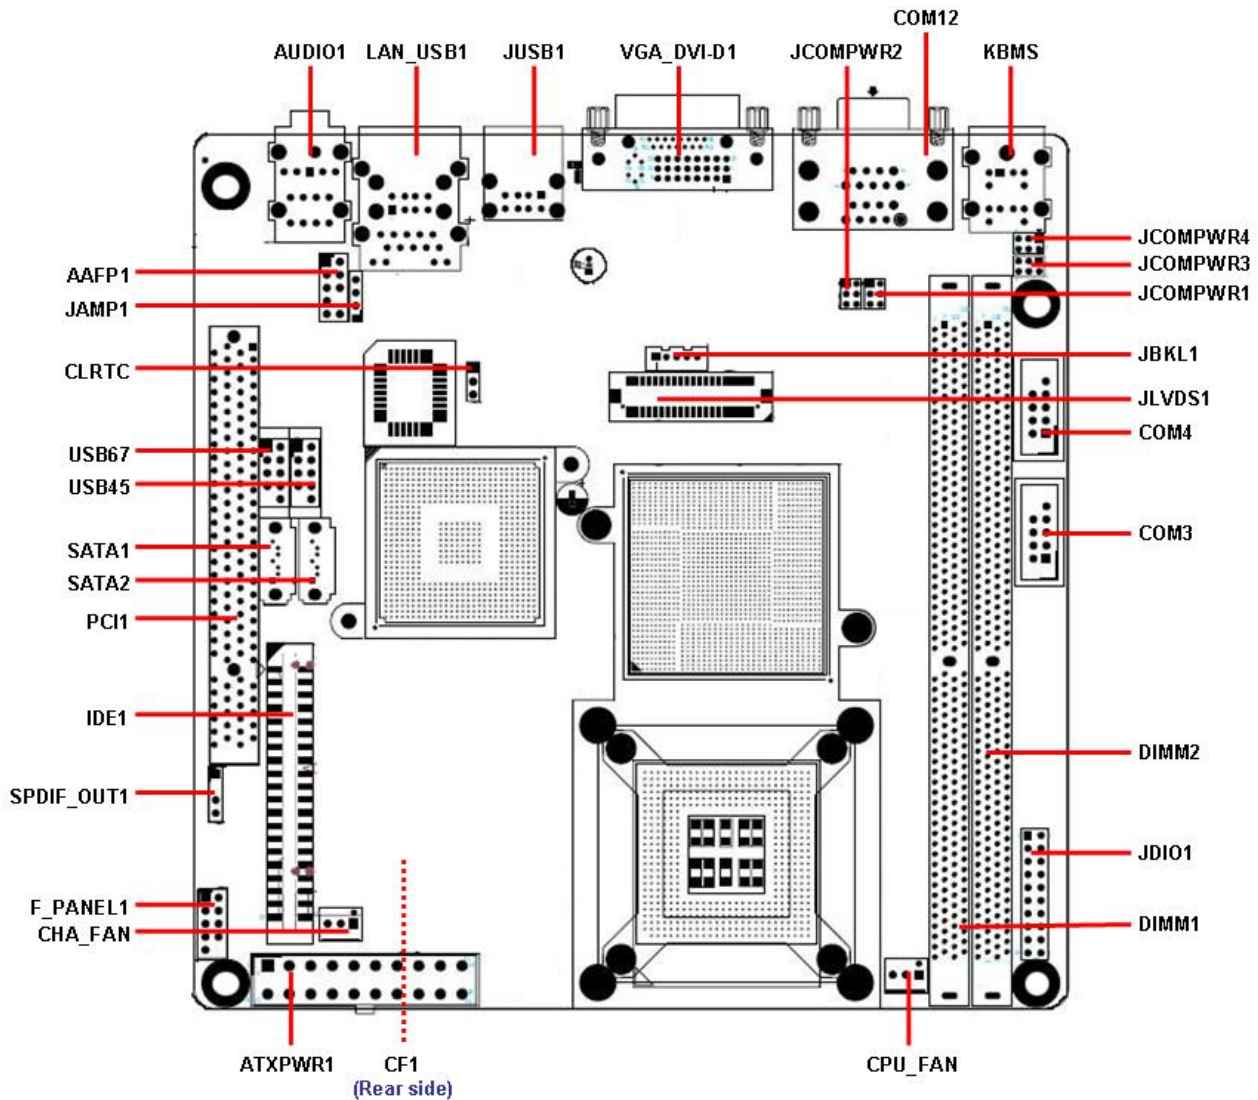 COM12
AUDIO1 LAN_USB1 JUSB1 VGA_DVI-D1 JCOMPWR2 KBMS
JCOMPWR4
JCOMPWR3
JCOMPWR1
AAFP1
JAMP1
CLRTC
JBKL1
JLVDS1
COM4
USB67
USB45
COM3
SATA1
SATA2
PCI1
IDE1
DIMM2
SPDIF_OUT1
JDIO1
F_PANEL1
CHA_FAN
DIMM1
ATXPWR1 CF1 CPU_FAN
(Rear side)